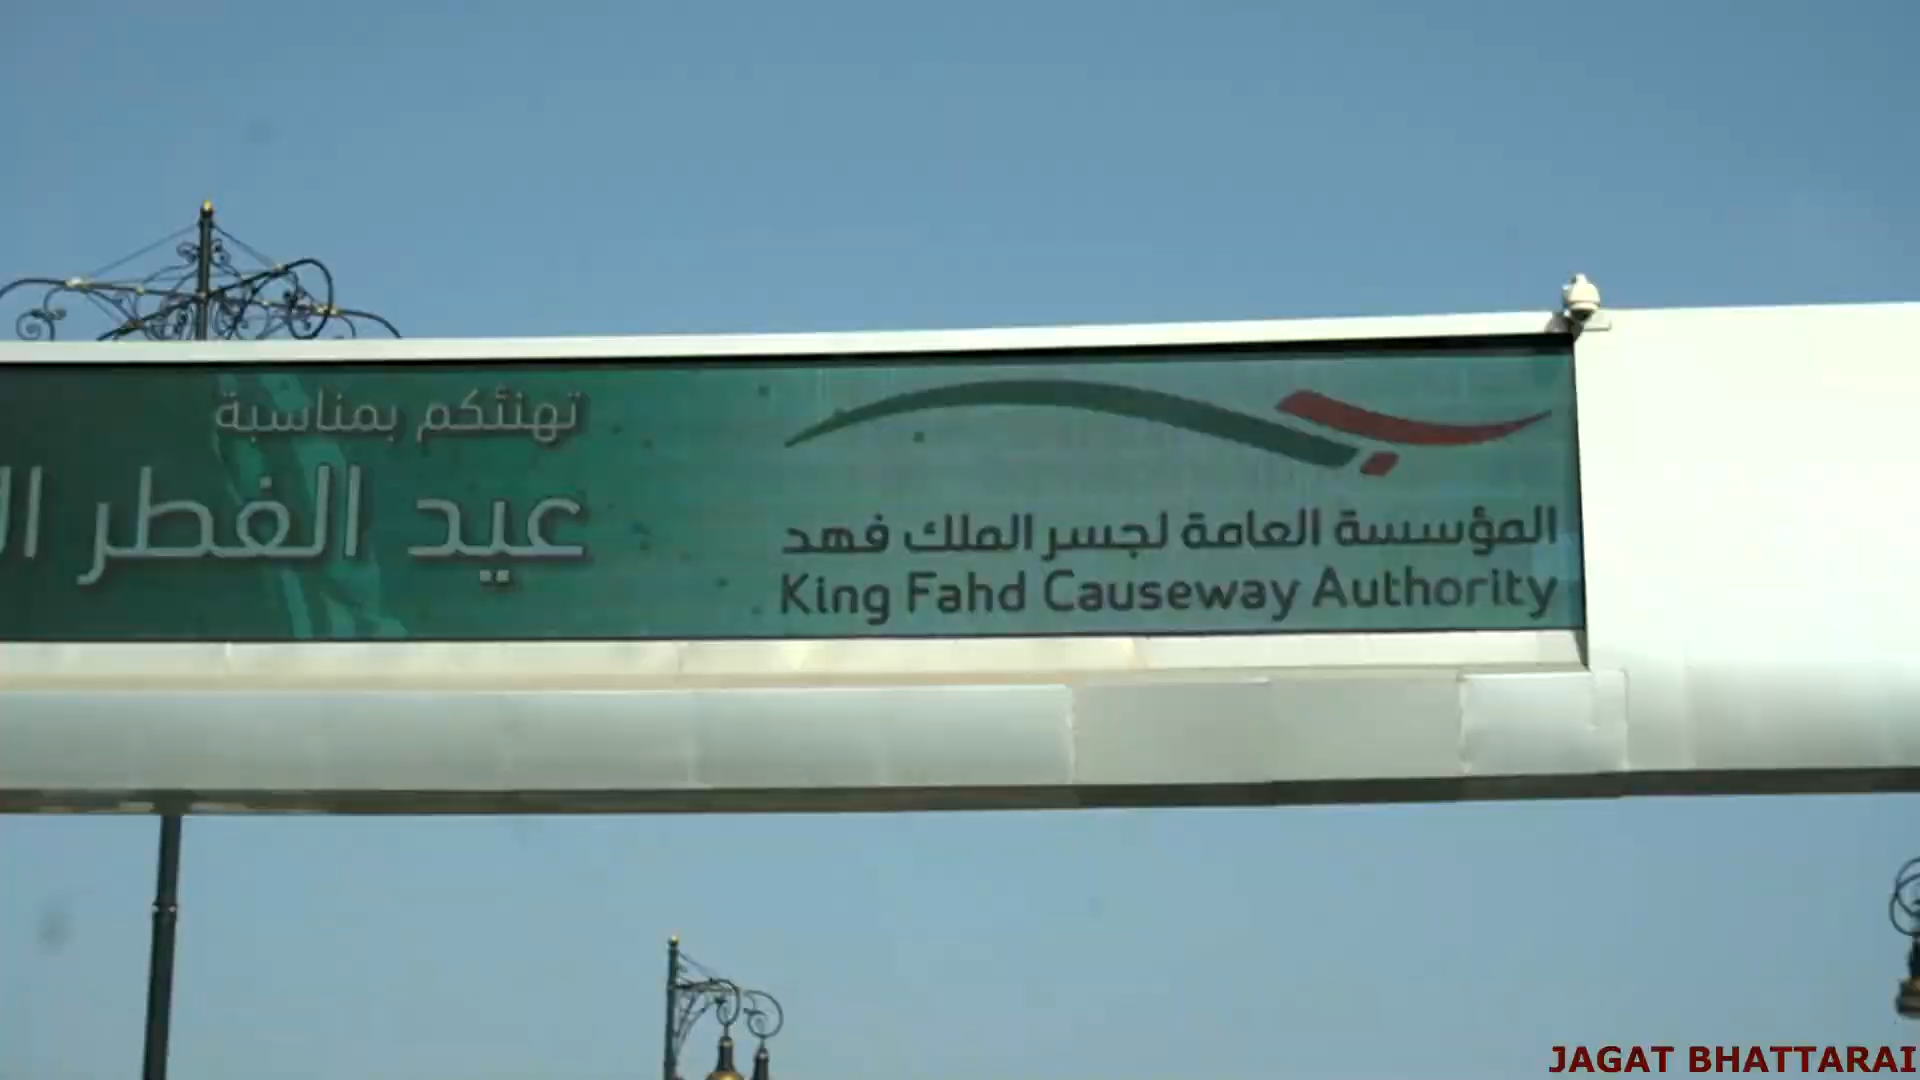 المؤسسة العامة لجسر الملك فهد
King Fahd Causeway Authority
تهنئكم بمناسبة
عيد الفطر
JAGAT BHATTARAI